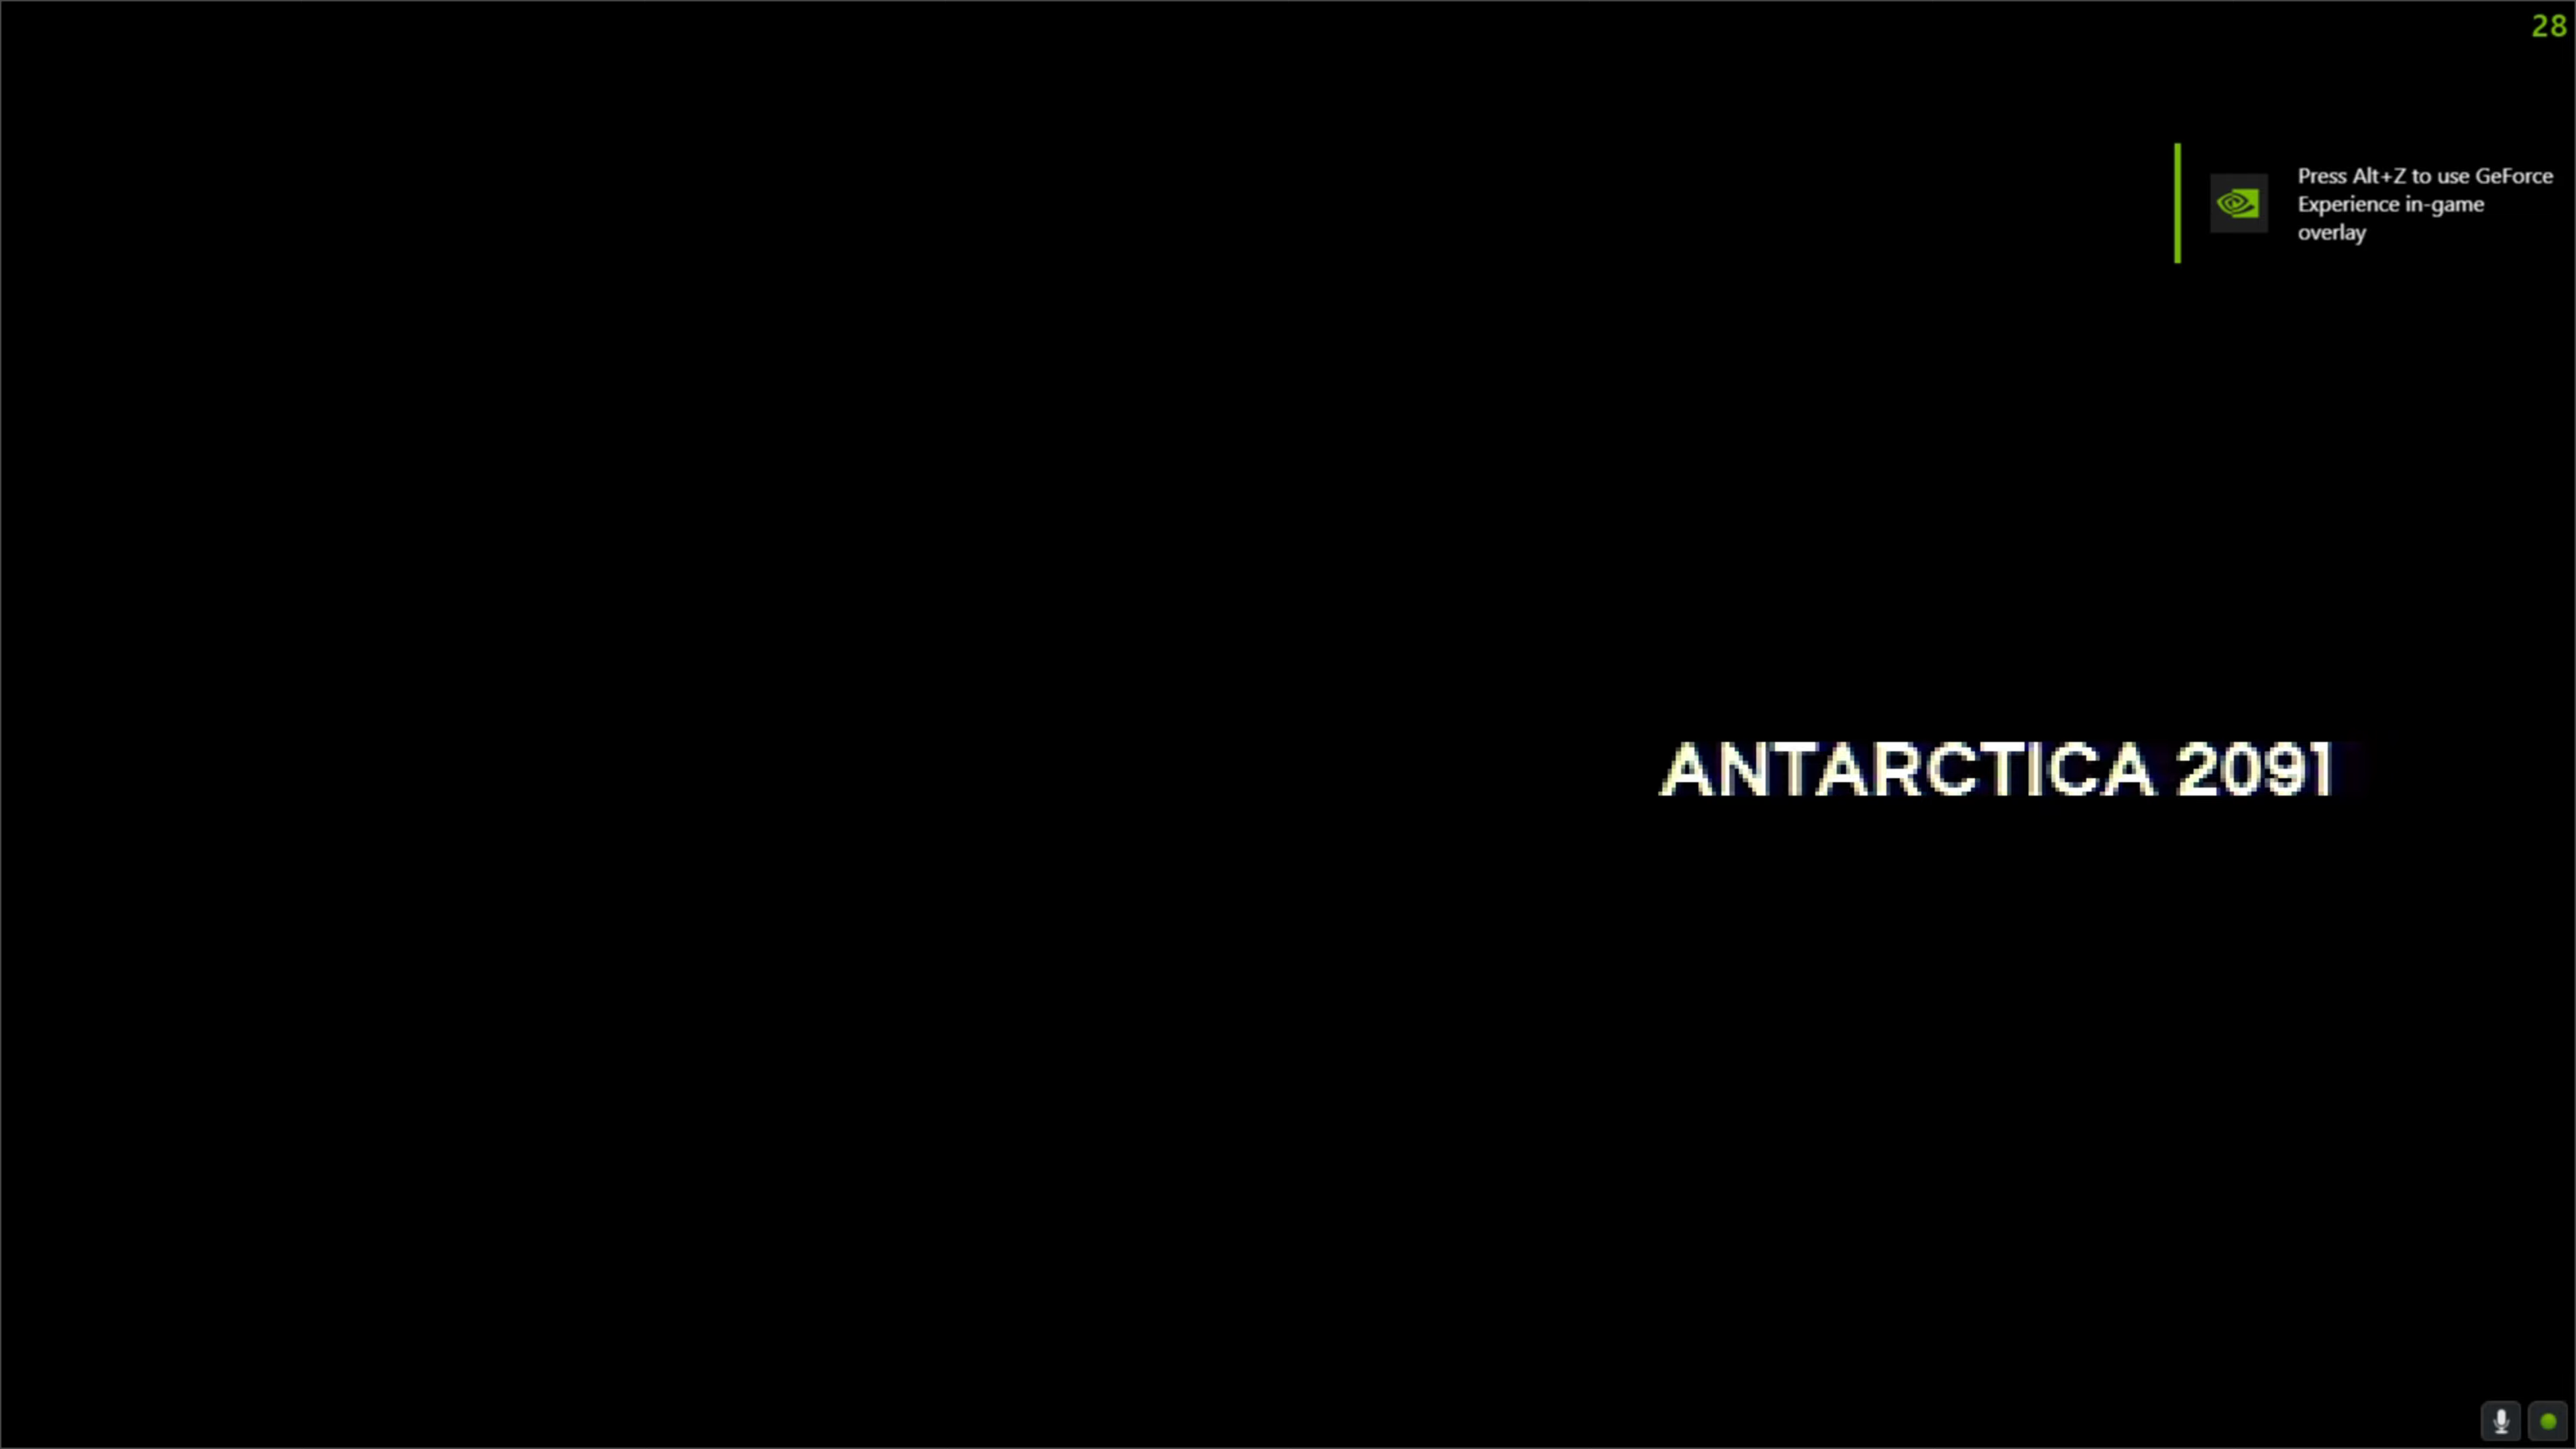 28
Press Alt+Z to use GeForce
Experience in-game
overlay
ANTARCTICA 2091